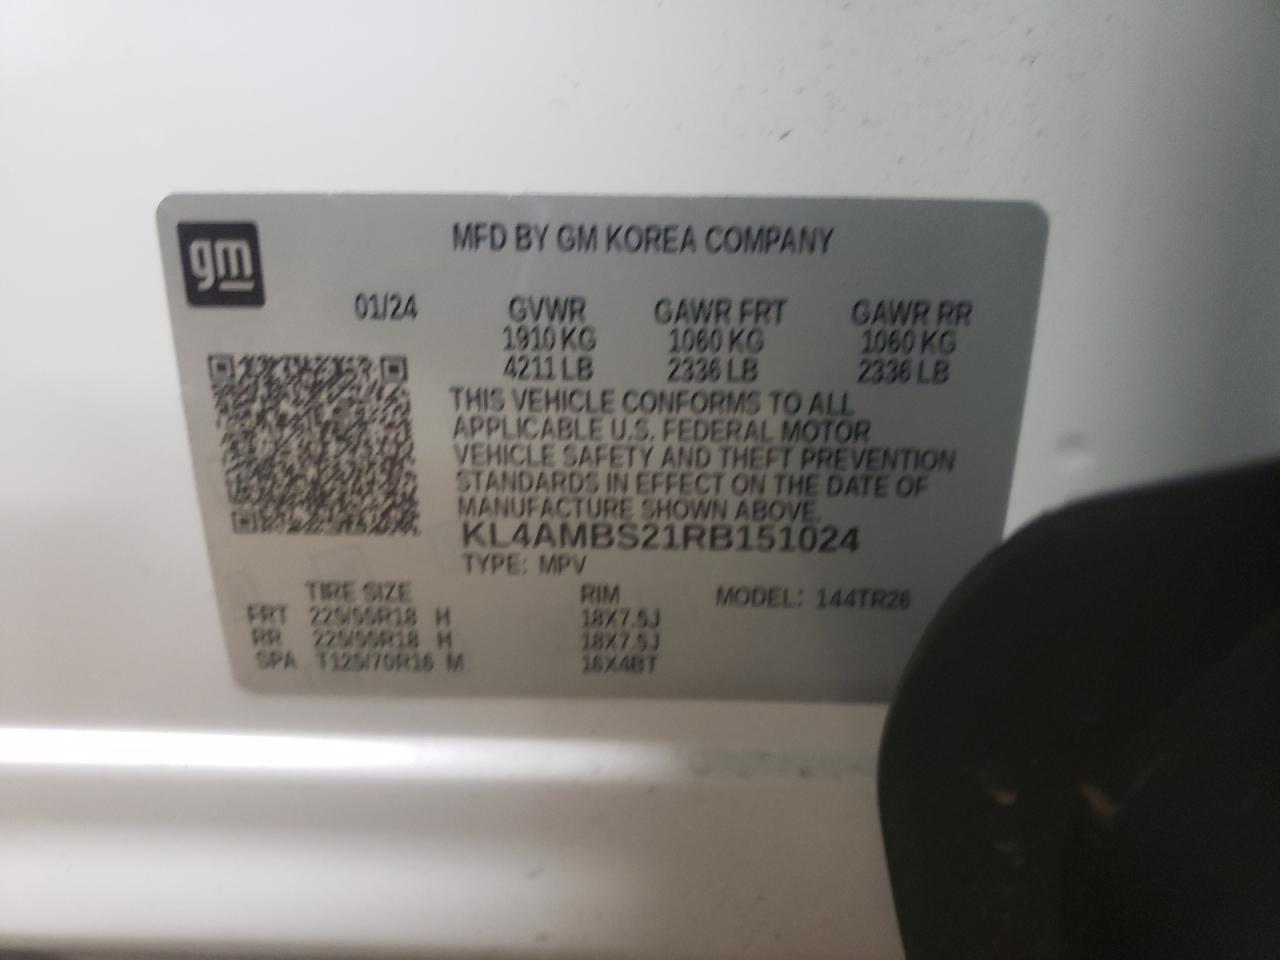 gm
MFD BY GM KOREA COMPANY
01/24 GVWR GAWR FRT GAWR RR
1910 KG 1060 KG 1060 KG
4211 LB 2336 LB 2336 LB
THIS VEHICLE CONFORMS TO ALL
APPLICABLE U.S. FEDERAL MOTOR
VEHICLE SAFETY AND THEFT PREVENTION
STANDARDS IN EFFECT ON THE DATE OF
MANUFACTURE SHOWN ABOVE.
KL4AMBS21RB151024
TYPE: MPV
TIRE SIZE RIM MODEL: 144TR26
FRT 225/55R18 H 18X7.5J
RR 225/55R18 H 18X7.5J
SPA T125/70R16 M 16X4BT